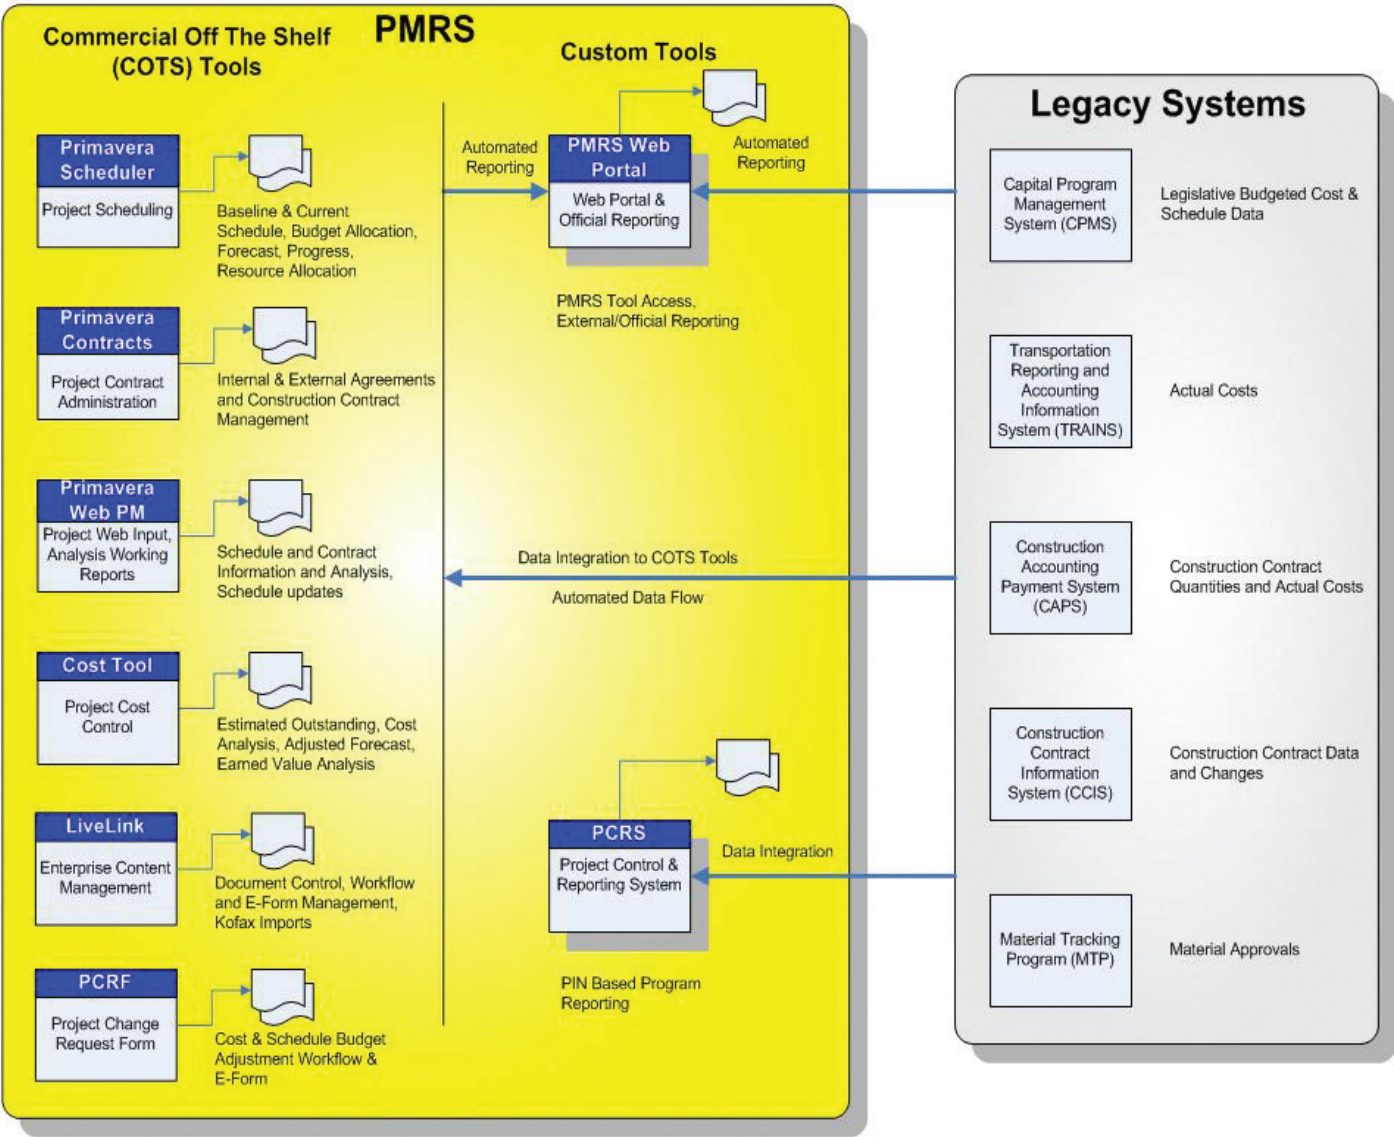 PMRS
Commercial Off The Shelf
(COTS) Tools
Primavera
Scheduler
Project Scheduling
Baseline & Current
Schedule, Budget Allocation,
Forecast, Progress,
Resource Allocation
Primavera
Contracts
Project Contract
Administration
Internal & External Agreements
and Construction Contract
Management
Primavera
Web PM
Project Web Input,
Analysis Working
Reports
Schedule and Contract
Information and Analysis,
Schedule updates
Cost Tool
Project Cost
Control
Estimated Outstanding, Cost
Analysis, Adjusted Forecast,
Earned Value Analysis
LiveLink
Enterprise Content
Management
Document Control, Workflow
and E-Form Management,
Kofax Imports
PCRF
Project Change
Request Form
Cost & Schedule Budget
Adjustment Workflow &
E-Form
Custom Tools
Automated
Reporting
PMRS Web
Portal
Web Portal &
Official Reporting
Automated
Reporting
PMRS Tool Access,
External/Official Reporting
Data Integration to COTS Tools
Automated Data Flow
PCRS
Project Control &
Reporting System
Data Integration
PIN Based Program
Reporting
Legacy Systems
Capital Program
Management
System (CPMS)
Legislative Budgeted Cost &
Schedule Data
Transportation
Reporting and
Accounting
Information
System (TRAINS)
Actual Costs
Construction
Accounting
Payment System
(CAPS)
Construction Contract
Quantities and Actual Costs
Construction
Contract
Information
System (CCIS)
Construction Contract Data
and Changes
Material Tracking
Program (MTP)
Material Approvals